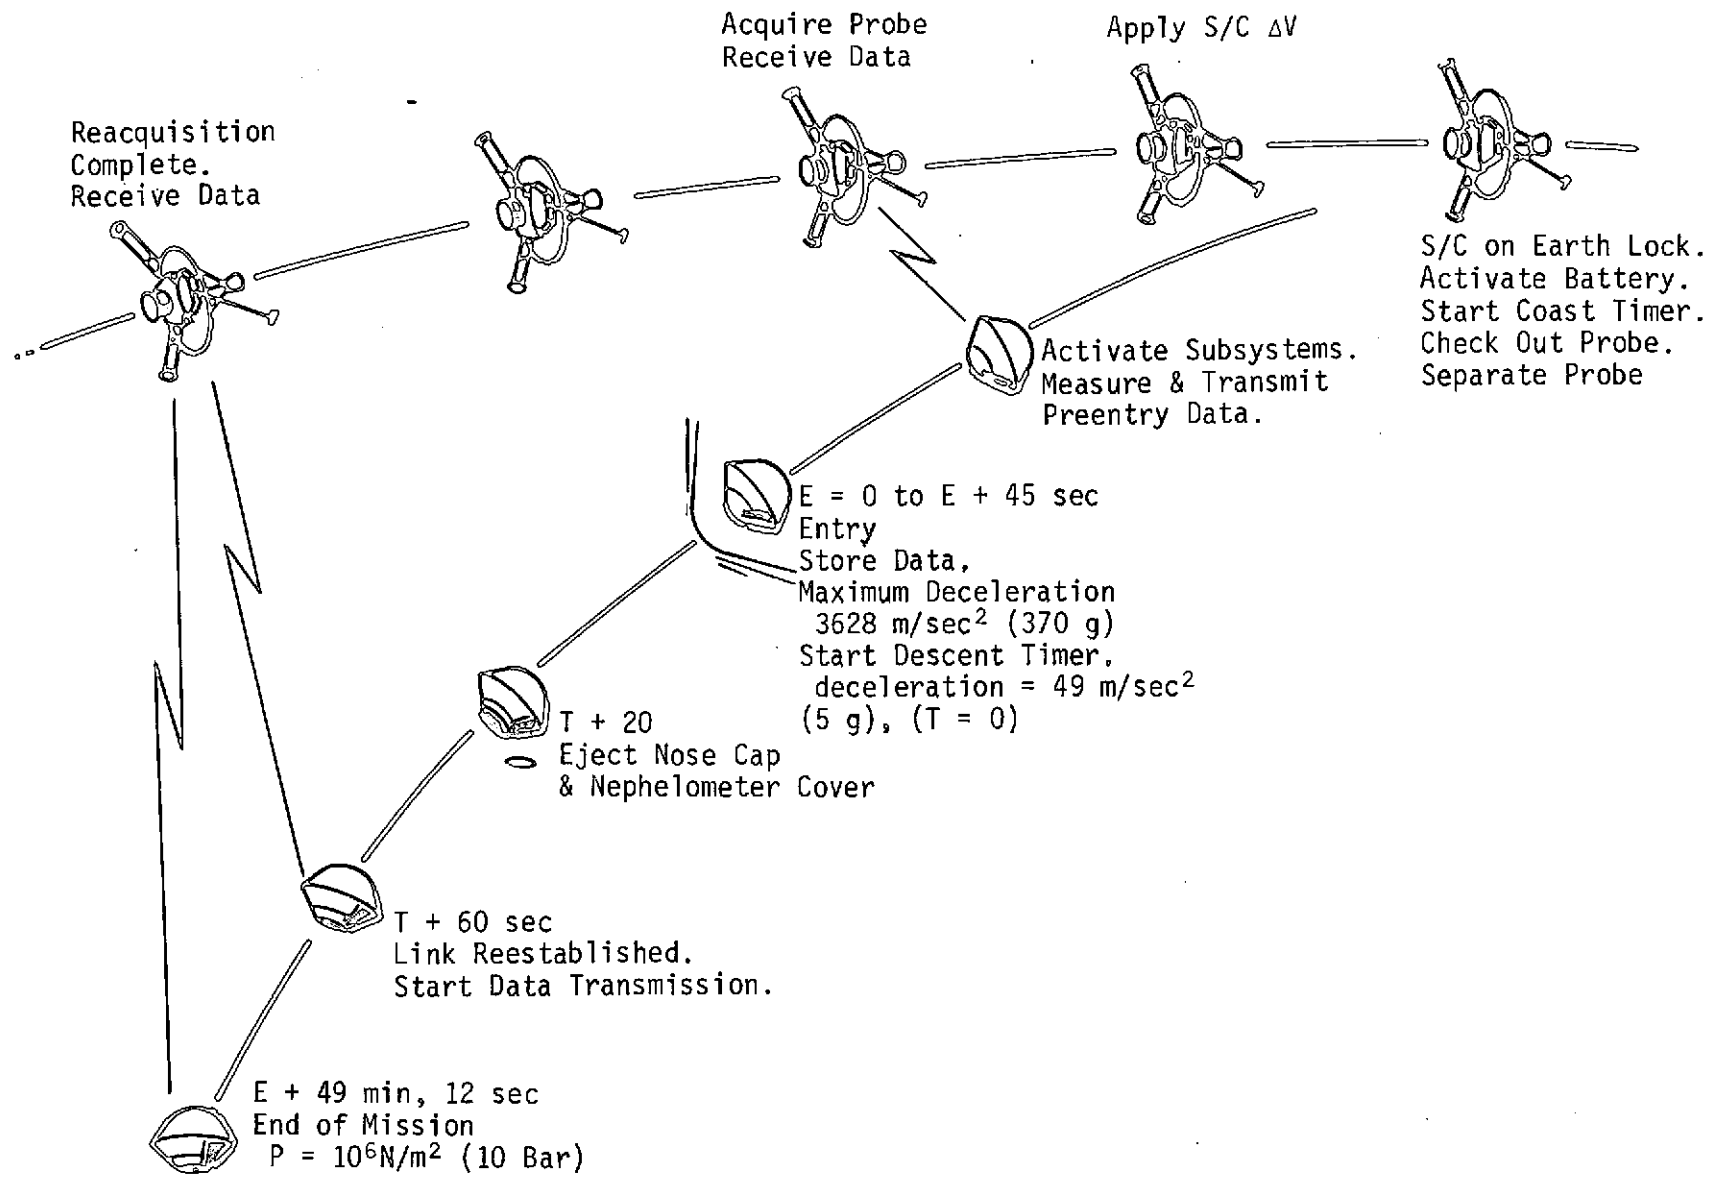 Acquire Probe
Receive Data
Apply S/C ΔV
Reacquisition
Complete.
Receive Data
S/C on Earth Lock.
Activate Battery.
Start Coast Timer.
Check Out Probe.
Separate Probe
Activate Subsystems.
Measure & Transmit
Preentry Data.
E = 0 to E + 45 sec
Entry
Store Data.
Maximum Deceleration
3628 m/sec² (370 g)
Start Descent Timer.
deceleration = 49 m/sec²
(5 g), (T = 0)
T + 20
Eject Nose Cap
& Nephelometer Cover
T + 60 sec
Link Reestablished.
Start Data Transmission.
E + 49 min, 12 sec
End of Mission
P = 10⁶N/m² (10 Bar)